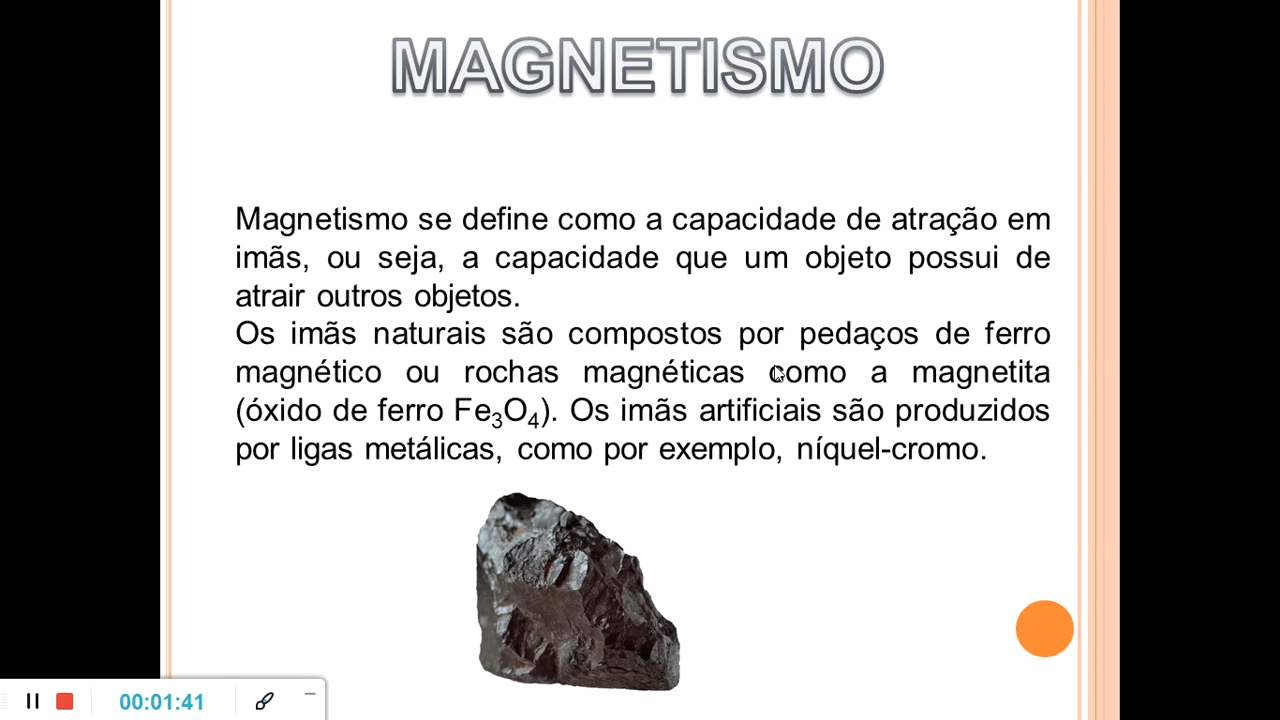 MAGNETISMO
Magnetismo se define como a capacidade de atração em
imãs, ou seja, a capacidade que um objeto possui de
atrair outros objetos.
Os imãs naturais são compostos por pedaços de ferro
magnético ou rochas magnéticas como a magnetita
(óxido de ferro Fe₃O₄). Os imãs artificiais são produzidos
por ligas metálicas, como por exemplo, níquel-cromo.
00:01:41